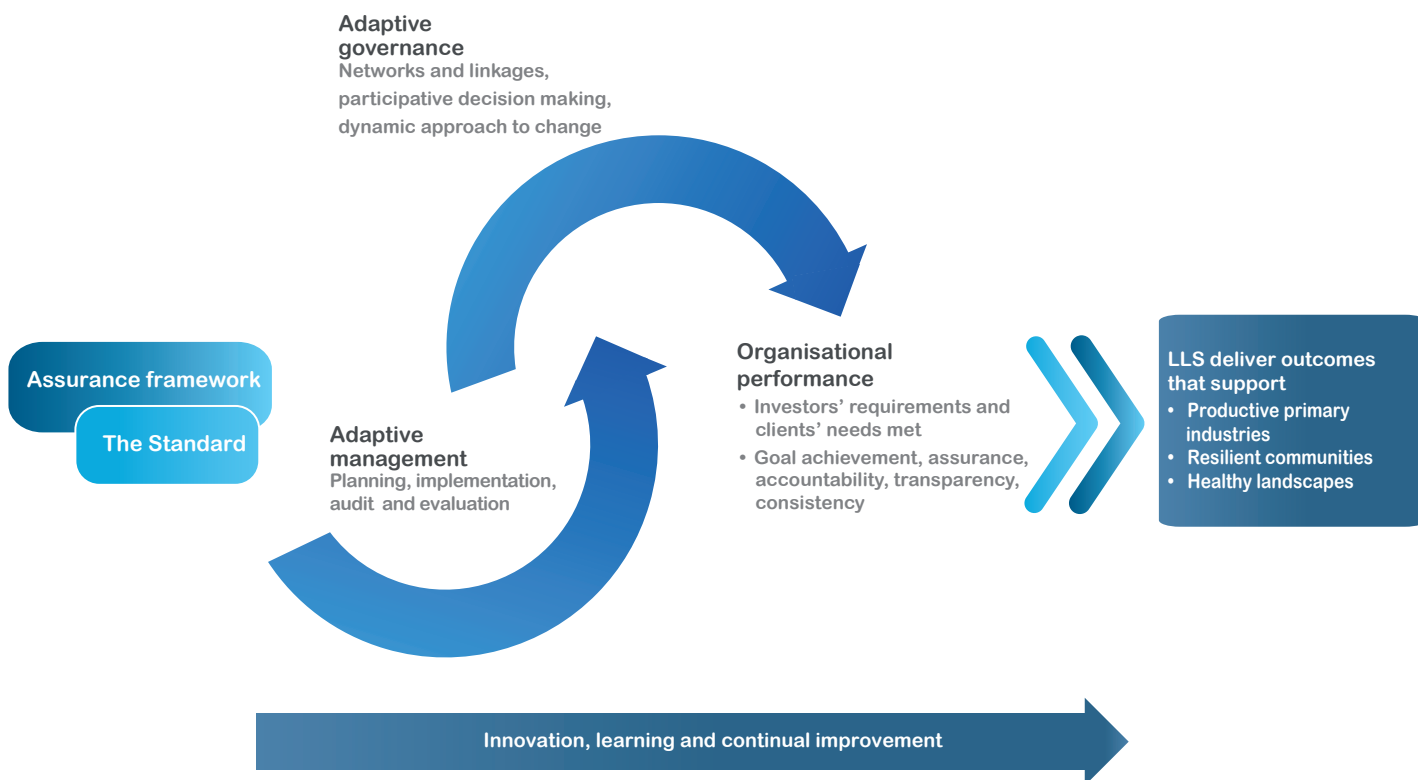 Adaptive
governance
Networks and linkages,
participative decision making,
dynamic approach to change
Assurance framework
The Standard
Adaptive
management
Planning, implementation,
audit and evaluation
Organisational
performance
• Investors’ requirements and
clients’ needs met
• Goal achievement, assurance,
accountability, transparency,
consistency
LLS deliver outcomes
that support
• Productive primary
industries
• Resilient communities
• Healthy landscapes
Innovation, learning and continual improvement